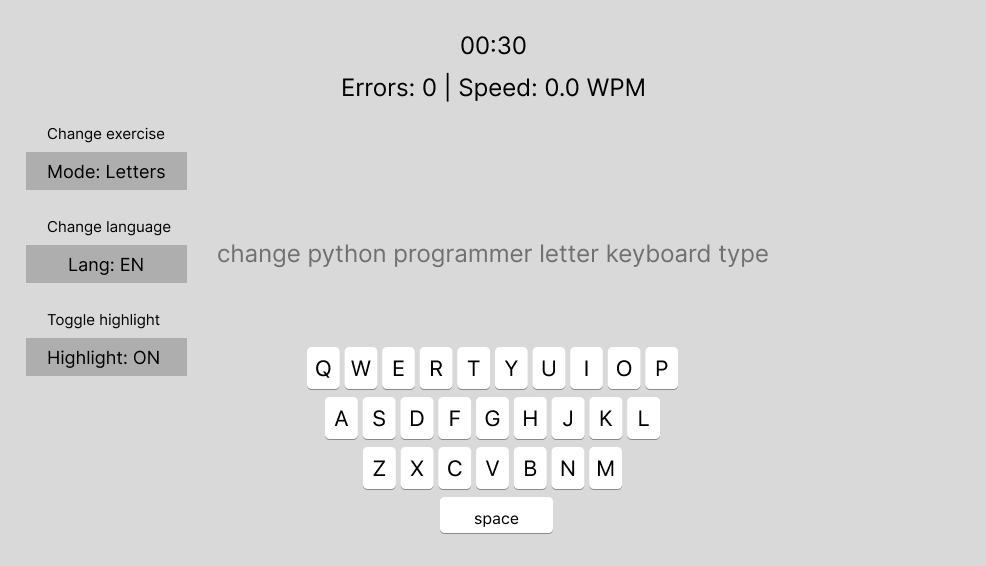 00:30
Errors: 0 | Speed: 0.0 WPM
Change exercise
Mode: Letters
Change language
Lang: EN
Toggle highlight
Highlight: ON
change python programmer letter keyboard type
Q W E R T Y U I O P
A S D F G H J K L
Z X C V B N M
space